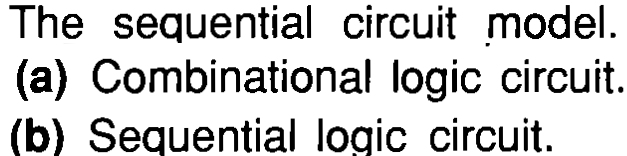 The sequential circuit model.
(a) Combinational logic circuit.
(b) Sequential logic circuit.